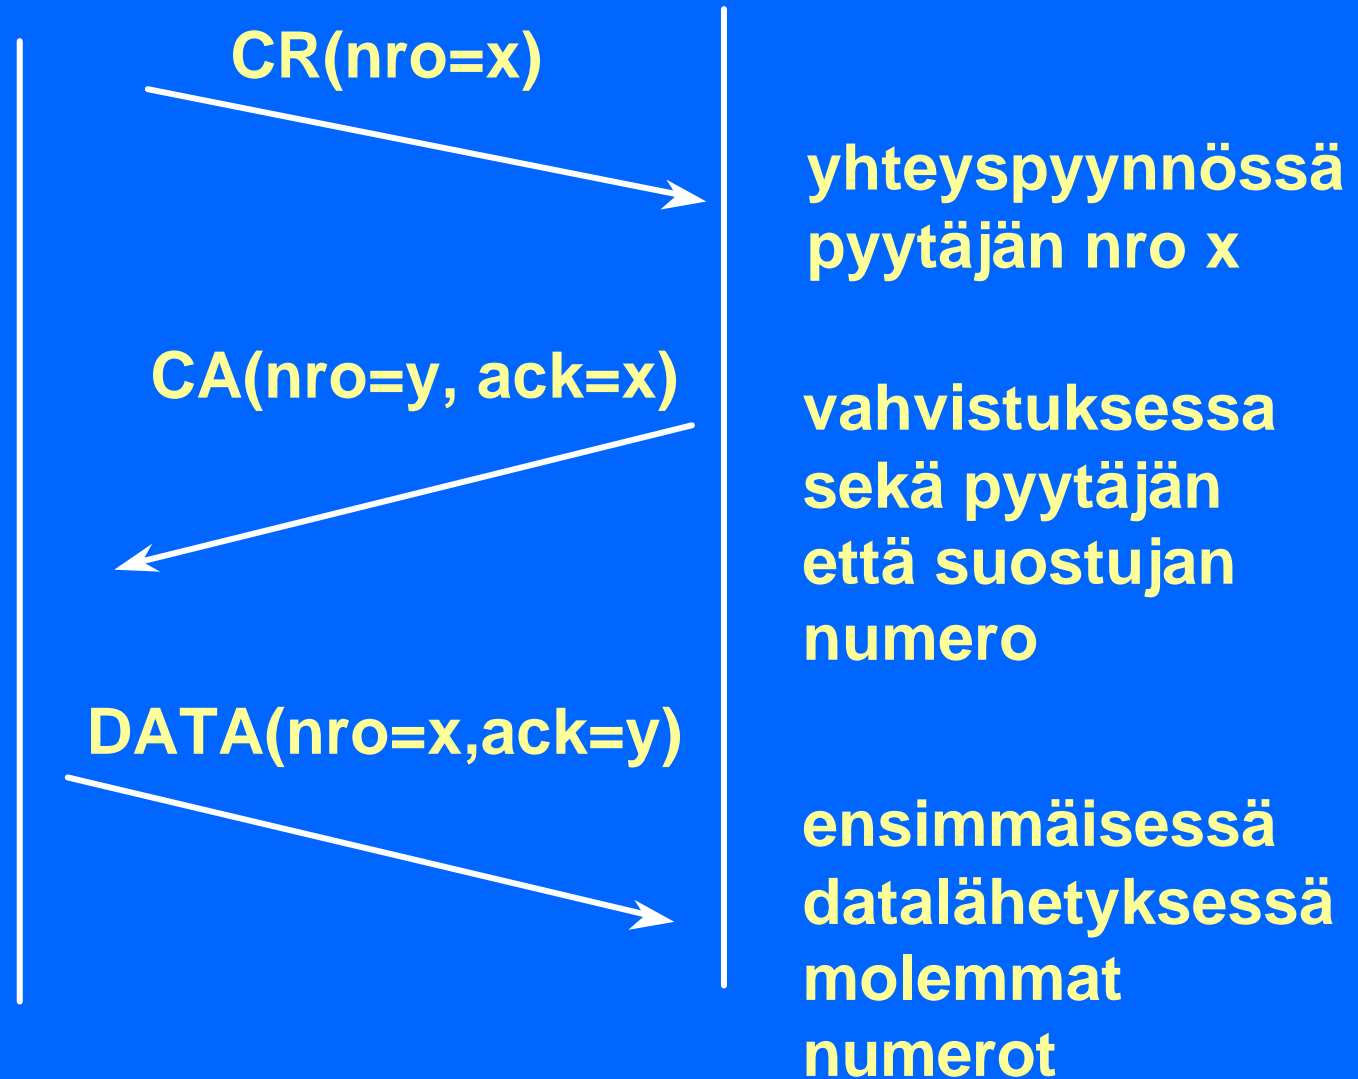 CR(nro=x)
yhteyspyynnössä
pyytäjän nro x
CA(nro=y, ack=x)
vahvistuksessa
sekä pyytäjän
että suostujan
numero
DATA(nro=x,ack=y)
ensimmäisessä
datalähetyksessä
molemmat
numerot